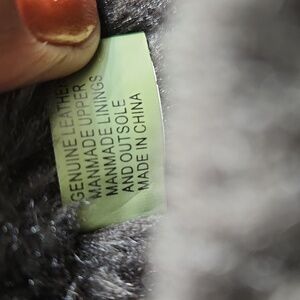 GENUINE LEATHER
MANMADE UPPER
MANMADE LININGS
AND OUTSOLE
MADE IN CHINA